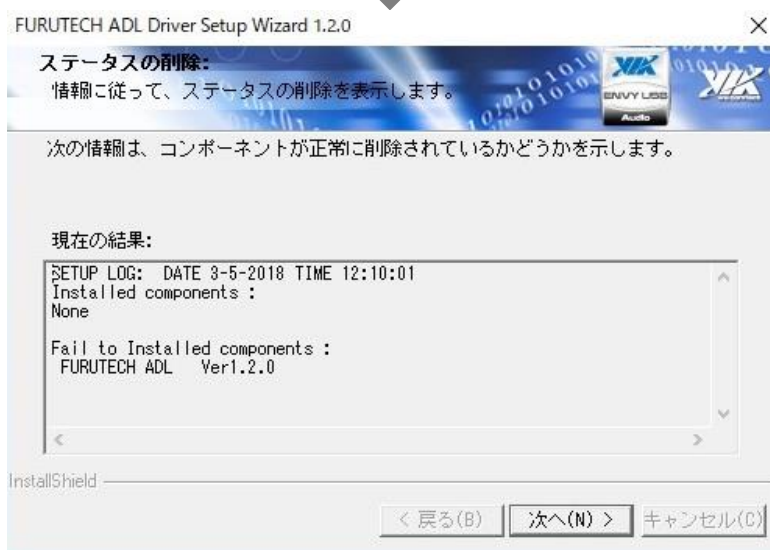 FURUTECH ADL Driver Setup Wizard 1.2.0
ステータスの削除:
情報に従って、ステータスの削除を表示します。
VIA
ENVY USB
Audio
VIA
次の情報は、コンポーネントが正常に削除されているかどうかを示します。
現在の結果:
SETUP LOG: DATE 3-5-2018 TIME 12:10:01
Installed components :
None
Fail to Installed components :
FURUTECH ADL Ver1.2.0
InstallShield
< 戻る(B)
次へ(N) >
キャンセル(C)